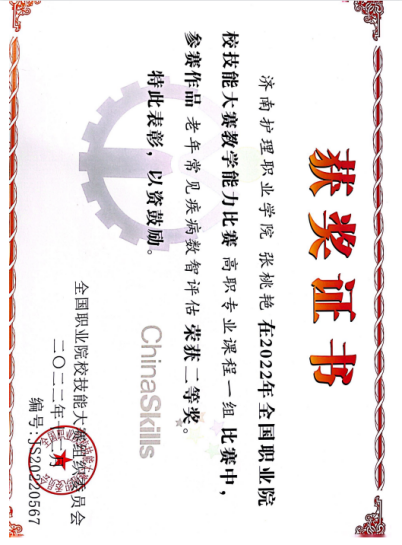 获奖证书
济南护理职业学院 张桃艳 在2022年全国职业院
校技能大赛教学能力比赛 高职专业课程一组 比赛中,
参赛作品 老年常见疾病数智评估 荣获二等奖。
特此表彰,以资鼓励。
ChinaSkills
全国职业院校技能大赛组织委员会
二〇二二年十二月
编号:JS20220567